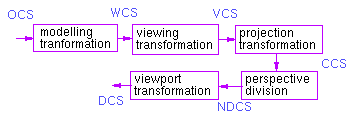 OCS
modelling
tranformation
WCS
viewing
transformation
VCS
projection
transformation
CCS
perspective
division
NDCS
viewport
transformation
DCS